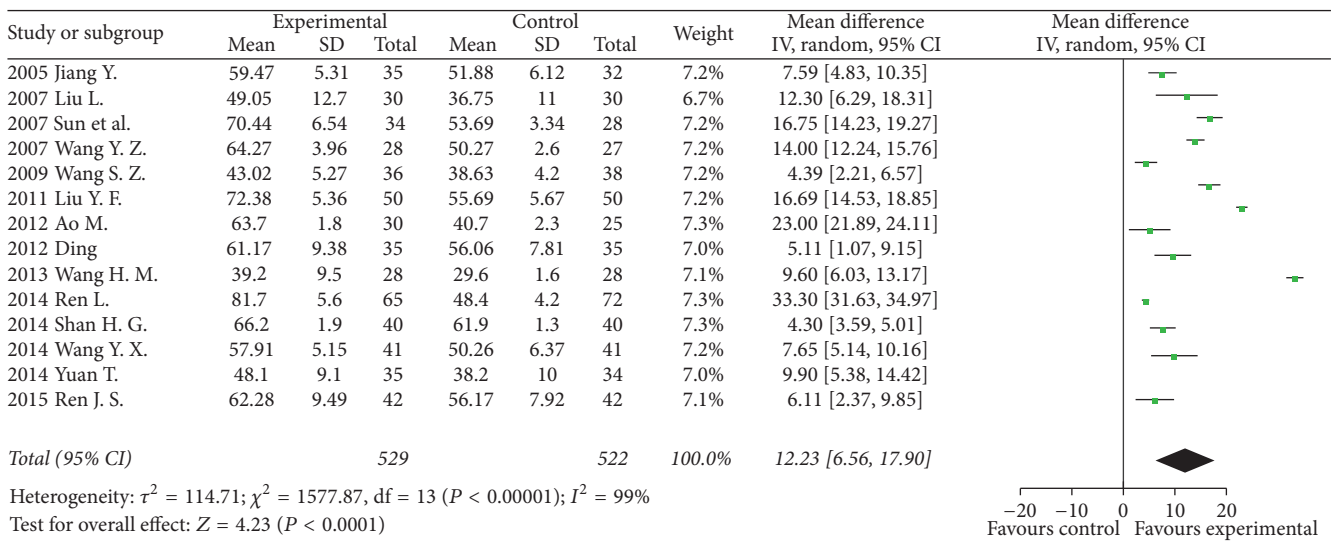 Study or subgroup Experimental Control Weight Mean difference Mean difference
Mean SD Total Mean SD Total IV, random, 95% CI IV, random, 95% CI
2005 Jiang Y. 59.47 5.31 35 51.88 6.12 32 7.2% 7.59 [4.83, 10.35]
2007 Liu L. 49.05 12.7 30 36.75 11 30 6.7% 12.30 [6.29, 18.31]
2007 Sun et al. 70.44 6.54 34 53.69 3.34 28 7.2% 16.75 [14.23, 19.27]
2007 Wang Y. Z. 64.27 3.96 28 50.27 2.6 27 7.2% 14.00 [12.24, 15.76]
2009 Wang S. Z. 43.02 5.27 36 38.63 4.2 38 7.2% 4.39 [2.21, 6.57]
2011 Liu Y. F. 72.38 5.36 50 55.69 5.67 50 7.2% 16.69 [14.53, 18.85]
2012 Ao M. 63.7 1.8 30 40.7 2.3 25 7.3% 23.00 [21.89, 24.11]
2012 Ding 61.17 9.38 35 56.06 7.81 35 7.0% 5.11 [1.07, 9.15]
2013 Wang H. M. 39.2 9.5 28 29.6 1.6 28 7.1% 9.60 [6.03, 13.17]
2014 Ren L. 81.7 5.6 65 48.4 4.2 72 7.3% 33.30 [31.63, 34.97]
2014 Shan H. G. 66.2 1.9 40 61.9 1.3 40 7.3% 4.30 [3.59, 5.01]
2014 Wang Y. X. 57.91 5.15 41 50.26 6.37 41 7.2% 7.65 [5.14, 10.16]
2014 Yuan T. 48.1 9.1 35 38.2 10 34 7.0% 9.90 [5.38, 14.42]
2015 Ren J. S. 62.28 9.49 42 56.17 7.92 42 7.1% 6.11 [2.37, 9.85]
Total (95% CI) 529 522 100.0% 12.23 [6.56, 17.90]
Heterogeneity: τ² = 114.71; χ² = 1577.87, df = 13 (P < 0.00001); I² = 99%
Test for overall effect: Z = 4.23 (P < 0.0001)
−20 −10 0 10 20
Favours control Favours experimental